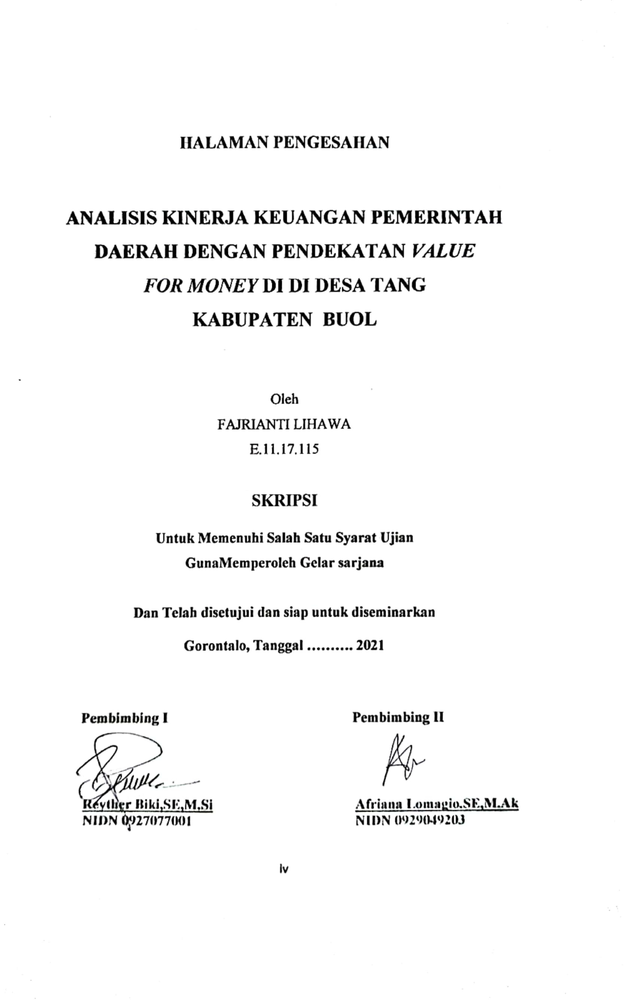 HALAMAN PENGESAHAN
ANALISIS KINERJA KEUANGAN PEMERINTAH
DAERAH DENGAN PENDEKATAN VALUE
FOR MONEY DI DI DESA TANG
KABUPATEN BUOL
Oleh
FAJRIANTI LIHAWA
E.11.17.115
SKRIPSI
Untuk Memenuhi Salah Satu Syarat Ujian
GunaMemperoleh Gelar sarjana
Dan Telah disetujui dan siap untuk diseminarkan
Gorontalo, Tanggal .......... 2021
Pembimbing I
Pembimbing II
Reyther Biki,SE,M,Si
Afriana Lomagio.SE,M.Ak
NIDN 0927077001
NIDN 0929049203
iv